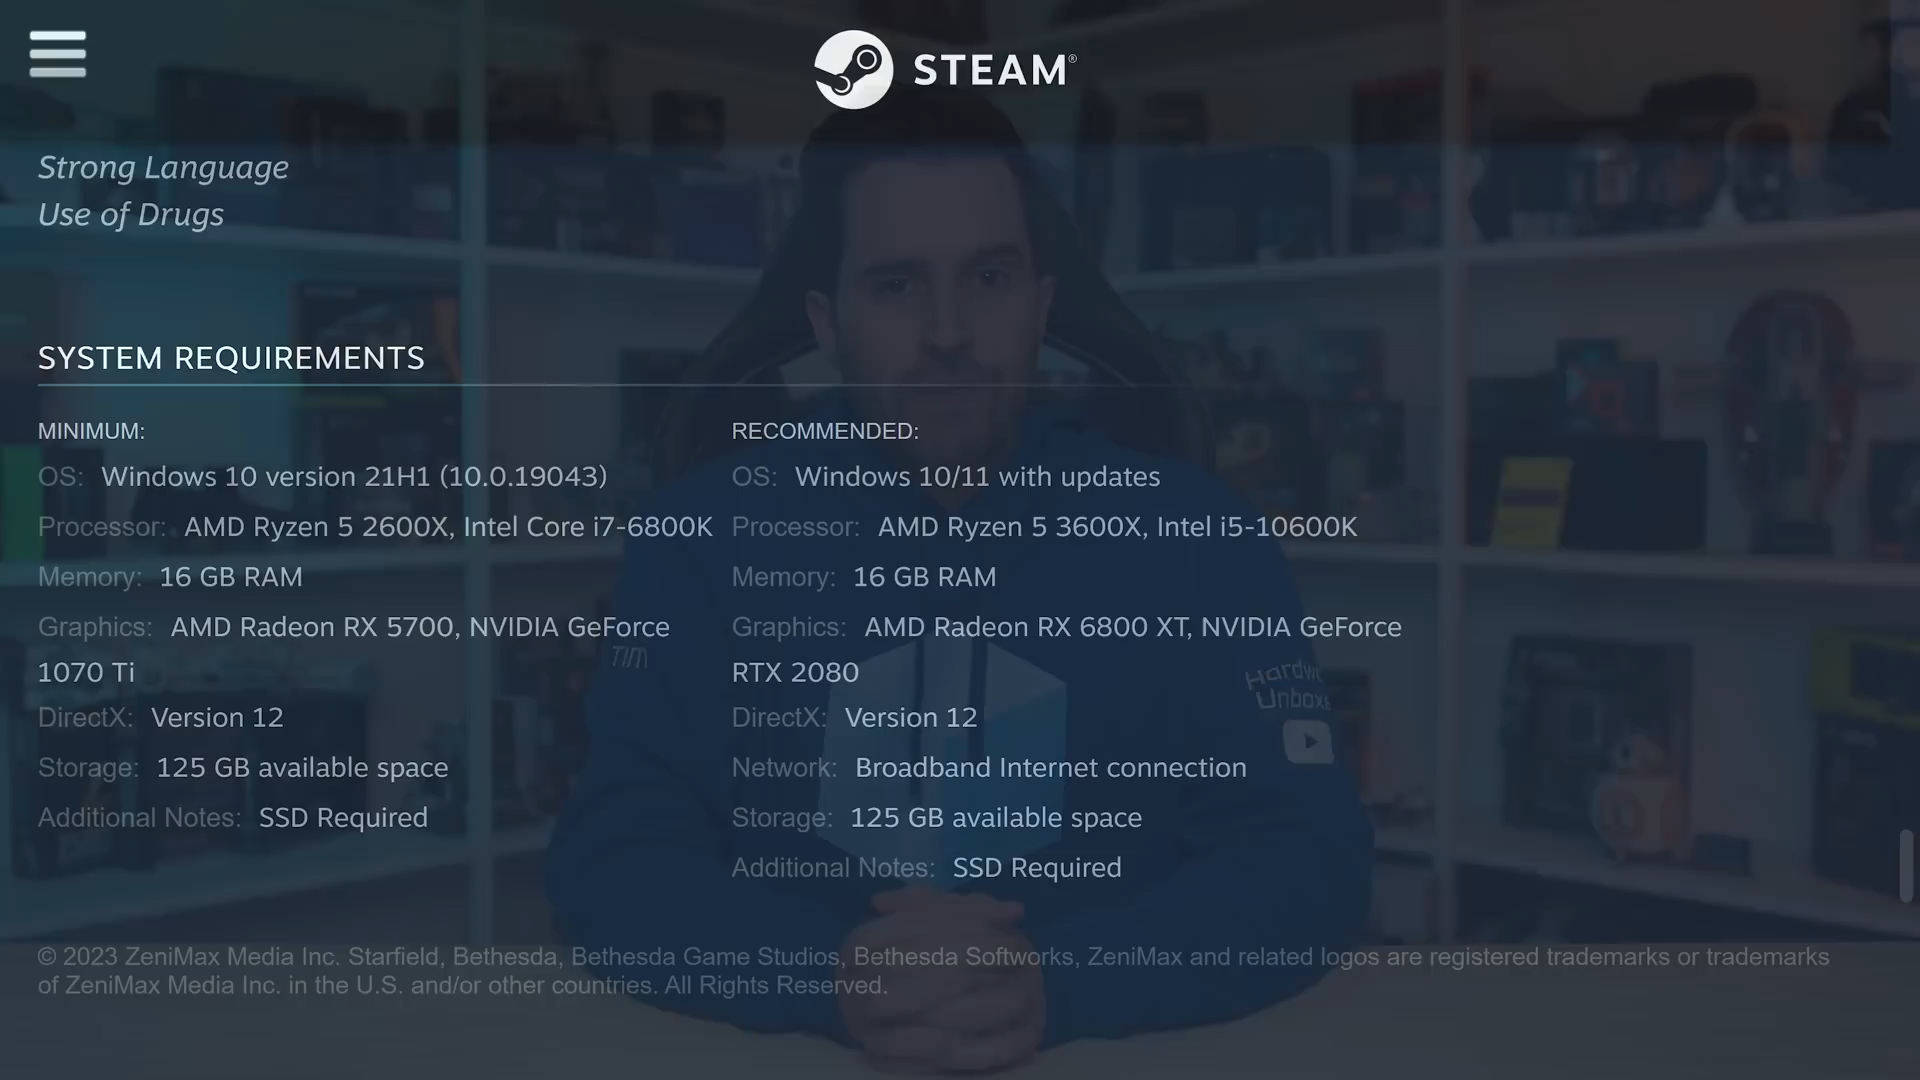 STEAM®
Strong Language
Use of Drugs
SYSTEM REQUIREMENTS
MINIMUM:
OS: Windows 10 version 21H1 (10.0.19043)
Processor: AMD Ryzen 5 2600X, Intel Core i7-6800K
Memory: 16 GB RAM
Graphics: AMD Radeon RX 5700, NVIDIA GeForce
1070 Ti
DirectX: Version 12
Storage: 125 GB available space
Additional Notes: SSD Required
RECOMMENDED:
OS: Windows 10/11 with updates
Processor: AMD Ryzen 5 3600X, Intel i5-10600K
Memory: 16 GB RAM
Graphics: AMD Radeon RX 6800 XT, NVIDIA GeForce
RTX 2080
DirectX: Version 12
Network: Broadband Internet connection
Storage: 125 GB available space
Additional Notes: SSD Required
TIM
© 2023 ZeniMax Media Inc. Starfield, Bethesda, Bethesda Game Studios, Bethesda Softworks, ZeniMax and related logos are registered trademarks or trademarks
of ZeniMax Media Inc. in the U.S. and/or other countries. All Rights Reserved.